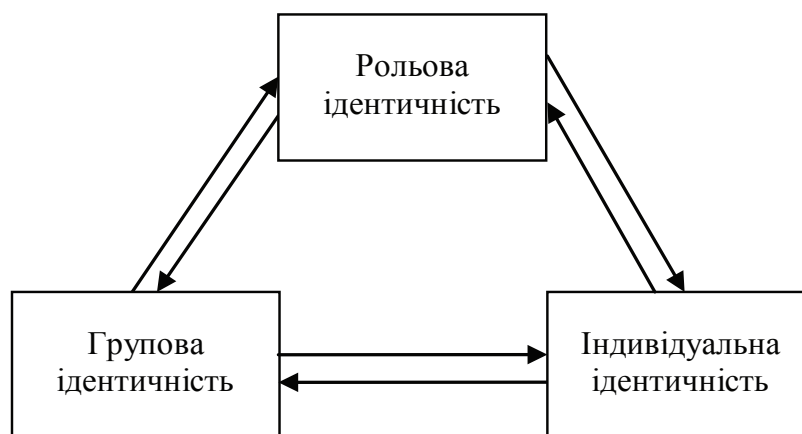 Рольова
ідентичність
Групова
ідентичність
Індивідуальна
ідентичність